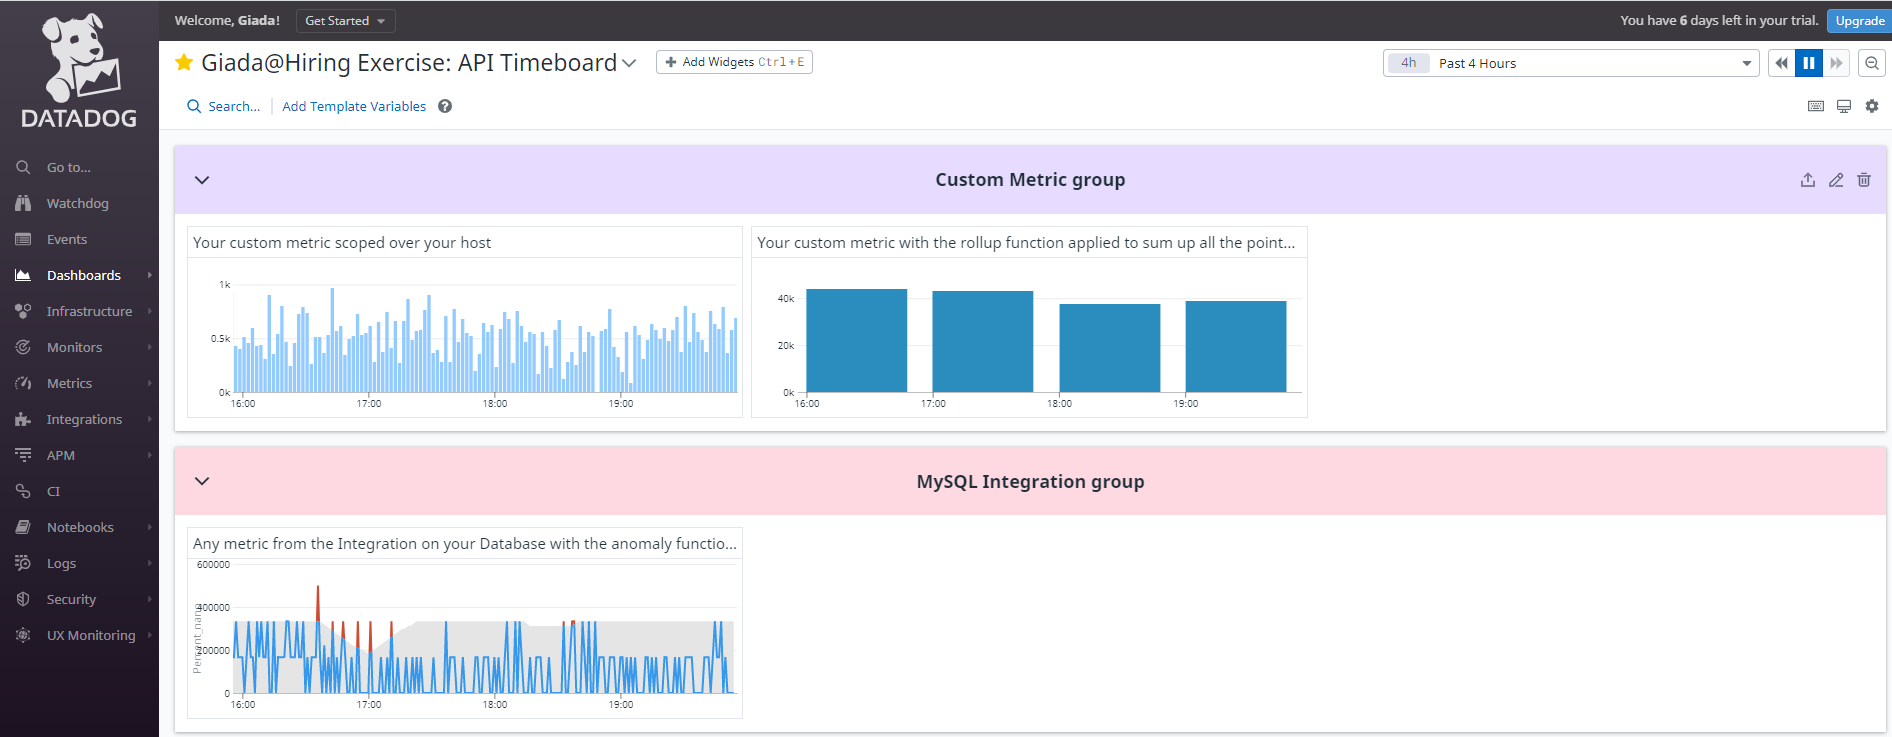 Welcome, Giada!
Get Started
You have 6 days left in your trial.
Upgrade
DATADOG
Go to...
Watchdog
Events
Dashboards
Infrastructure
Monitors
Metrics
Integrations
APM
CI
Notebooks
Logs
Security
UX Monitoring
Giada@Hiring Exercise: API Timeboard
Add Widgets Ctrl+E
4h Past 4 Hours
Search...
Add Template Variables
Custom Metric group
Your custom metric scoped over your host
1k
0.5k
0k
16:00 17:00 18:00 19:00
Your custom metric with the rollup function applied to sum up all the point...
40k
20k
0k
16:00 17:00 18:00 19:00
MySQL Integration group
Any metric from the Integration on your Database with the anomaly functio...
600000
400000
200000
0
16:00 17:00 18:00 19:00